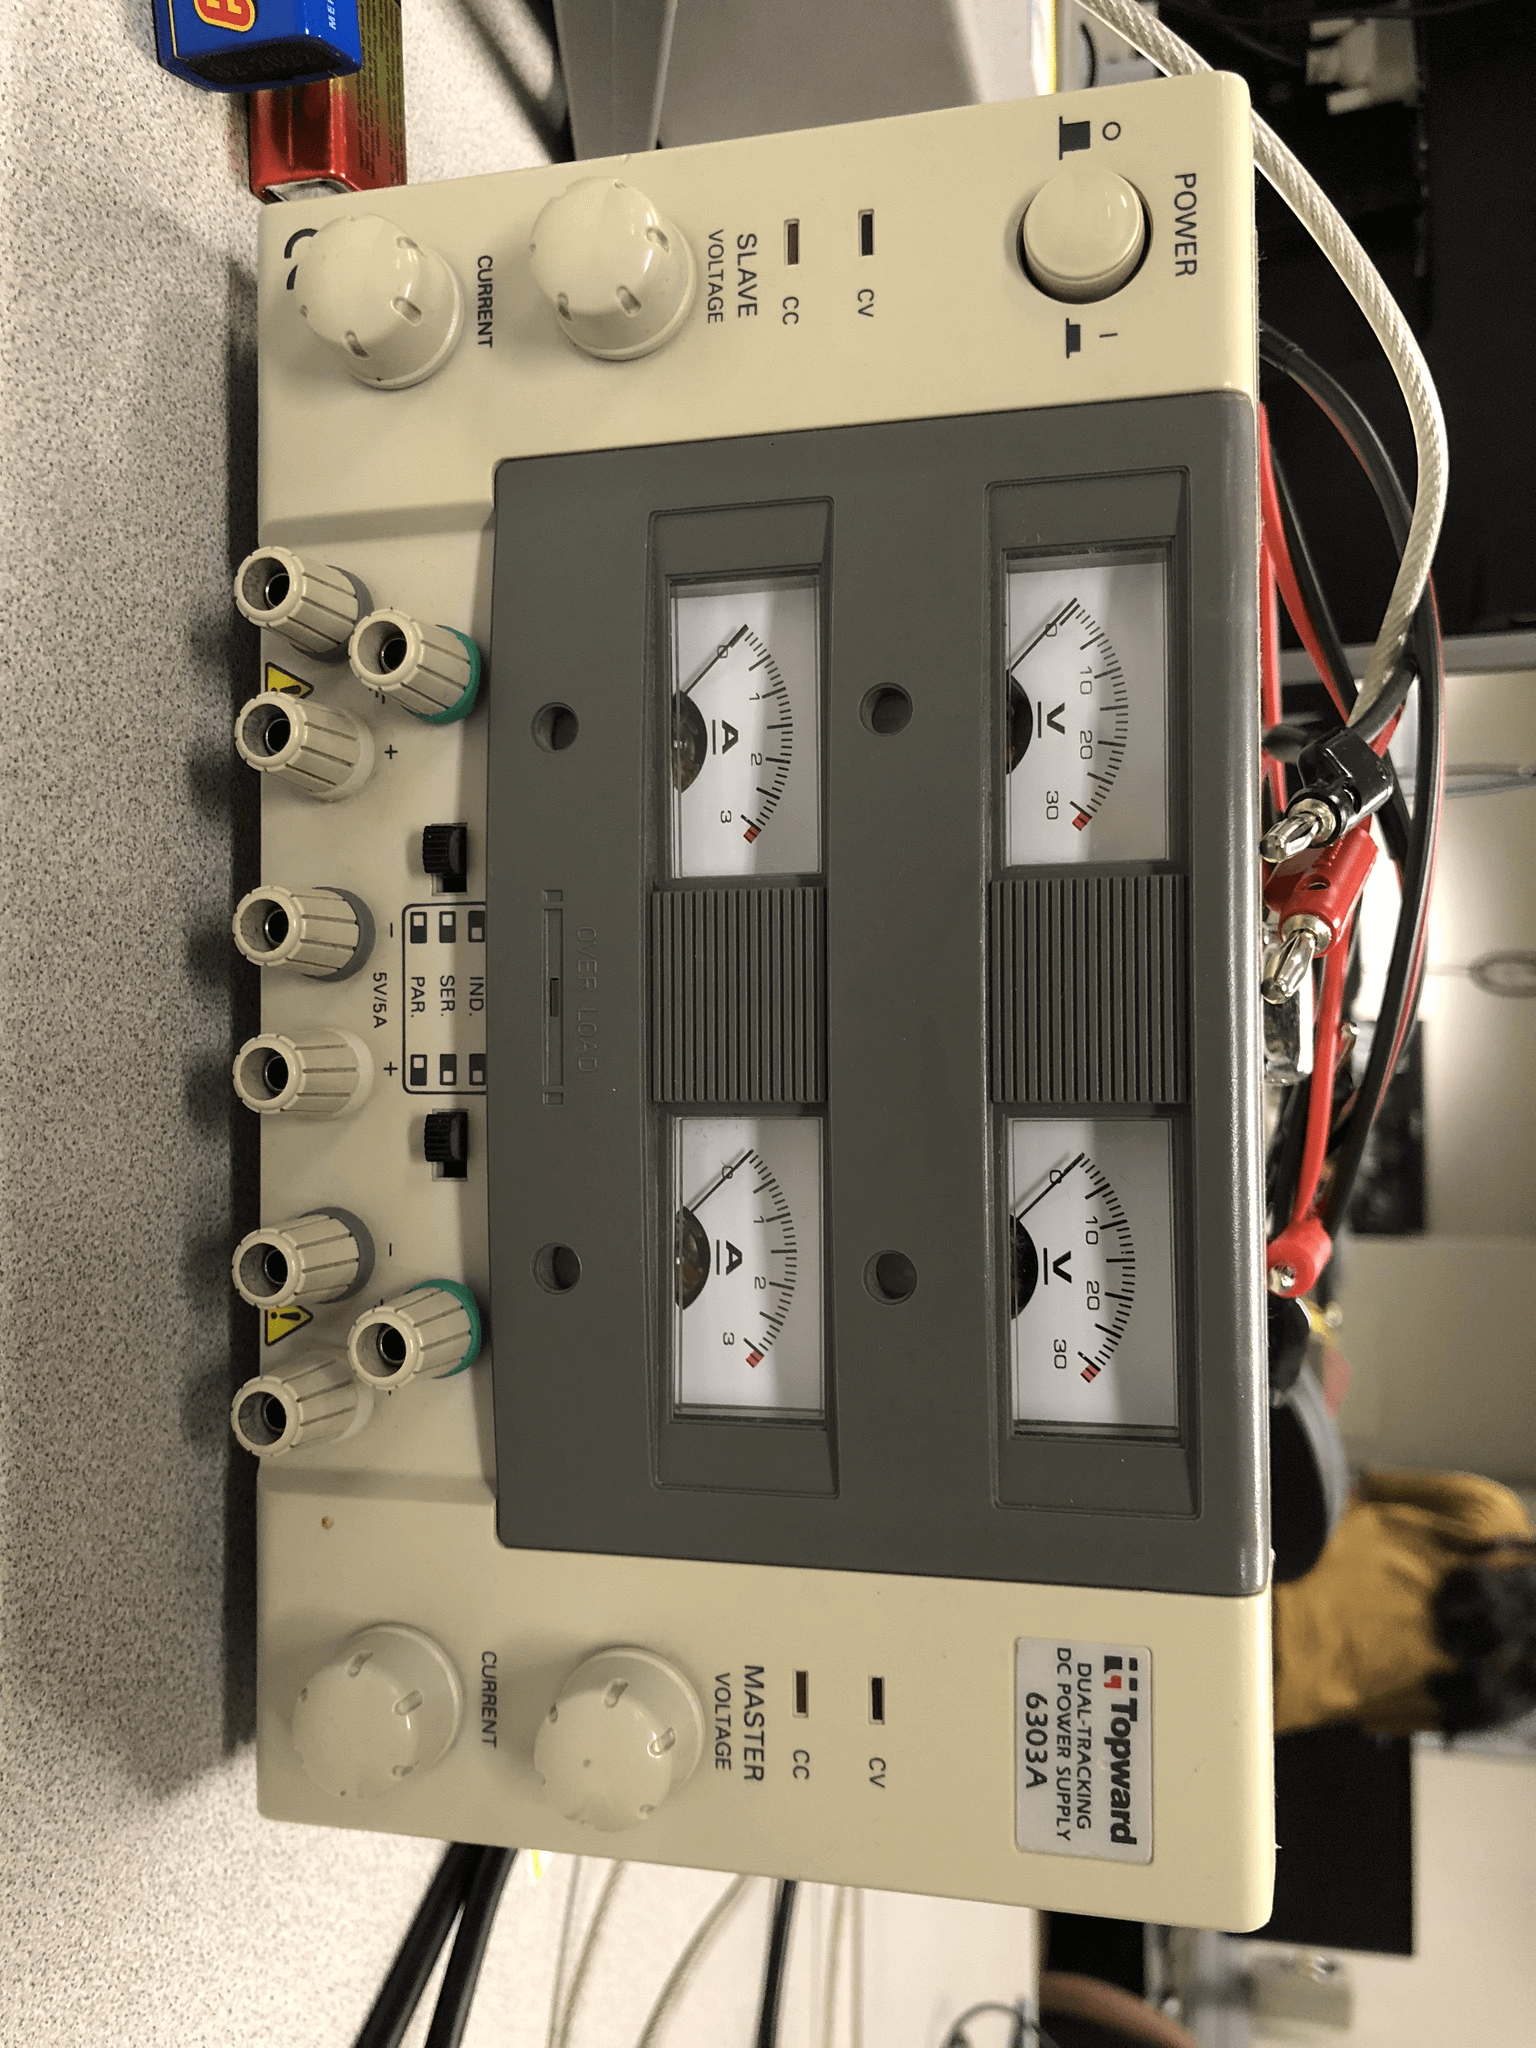 POWER
O
I
Topward
DUAL-TRACKING
DC POWER SUPPLY
6303A
0 10 20 30
V
0 10 20 30
V
CV
CC
SLAVE
VOLTAGE
CURRENT
0 1 2 3
A
0 1 2 3
A
CV
CC
MASTER
VOLTAGE
CURRENT
OVER LOAD
IND.
SER.
PAR.
+
-
5V/5A
+
-